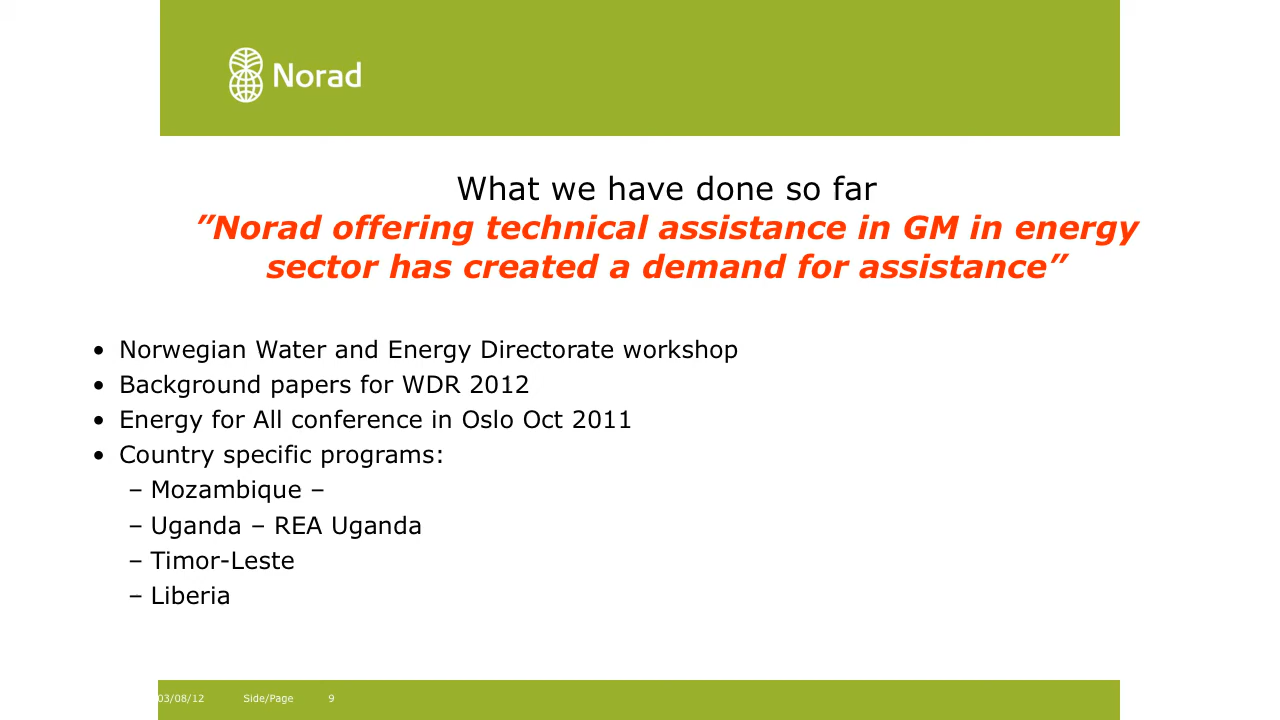 Norad
What we have done so far
”Norad offering technical assistance in GM in energy
sector has created a demand for assistance”
• Norwegian Water and Energy Directorate workshop
• Background papers for WDR 2012
• Energy for All conference in Oslo Oct 2011
• Country specific programs:
– Mozambique –
– Uganda – REA Uganda
– Timor-Leste
– Liberia
03/08/12 Side/Page 9